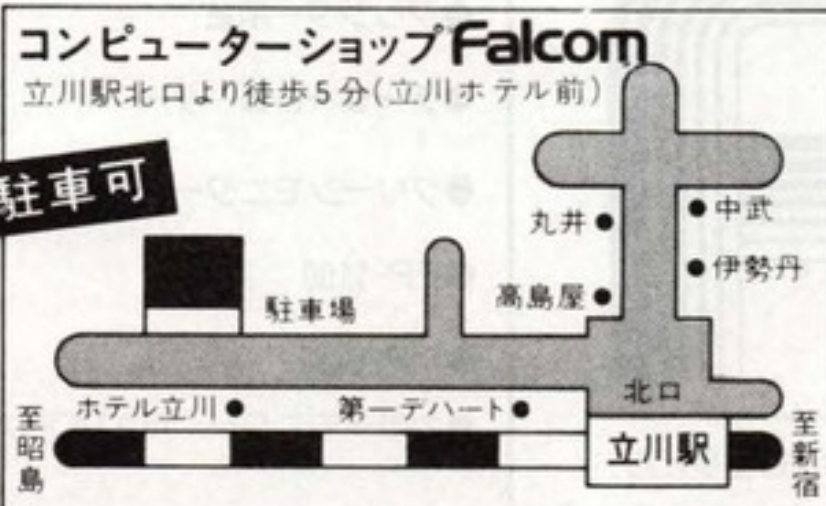 コンピューターショップFalcom
立川駅北口より徒歩5分(立川ホテル前)
駐車可
丸井
中武
伊勢丹
高島屋
駐車場
北口
ホテル立川
第一デハート
至昭島
立川駅
至新宿